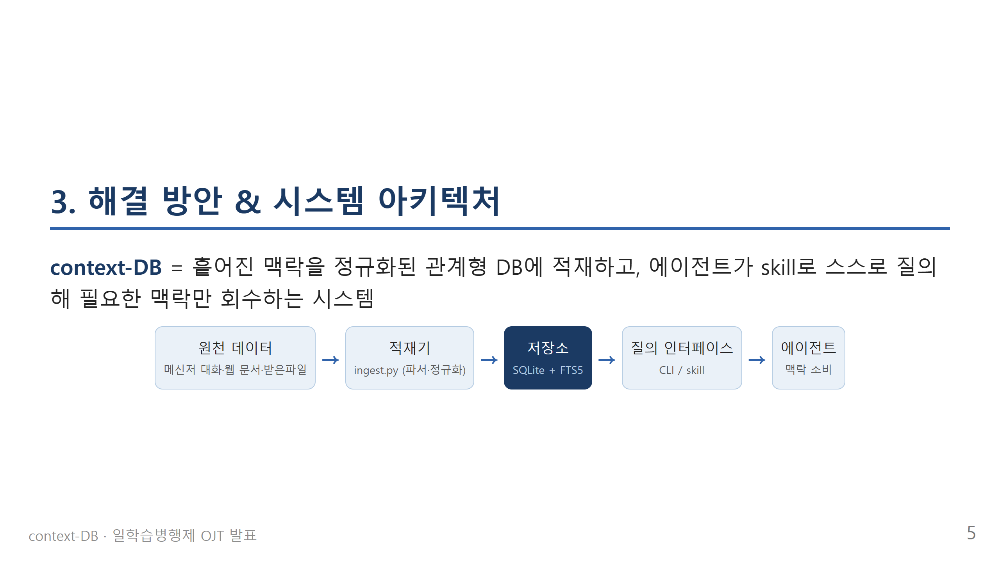 3. 해결 방안 & 시스템 아키텍처
context-DB = 흩어진 맥락을 정규화된 관계형 DB에 적재하고, 에이전트가 skill로 스스로 질의
해 필요한 맥락만 회수하는 시스템
원천 데이터
메신저 대화·웹 문서·받은파일
→
적재기
ingest.py (파서·정규화)
→
저장소
SQLite + FTS5
→
질의 인터페이스
CLI / skill
→
에이전트
맥락 소비
context-DB · 일학습병행제 OJT 발표
5